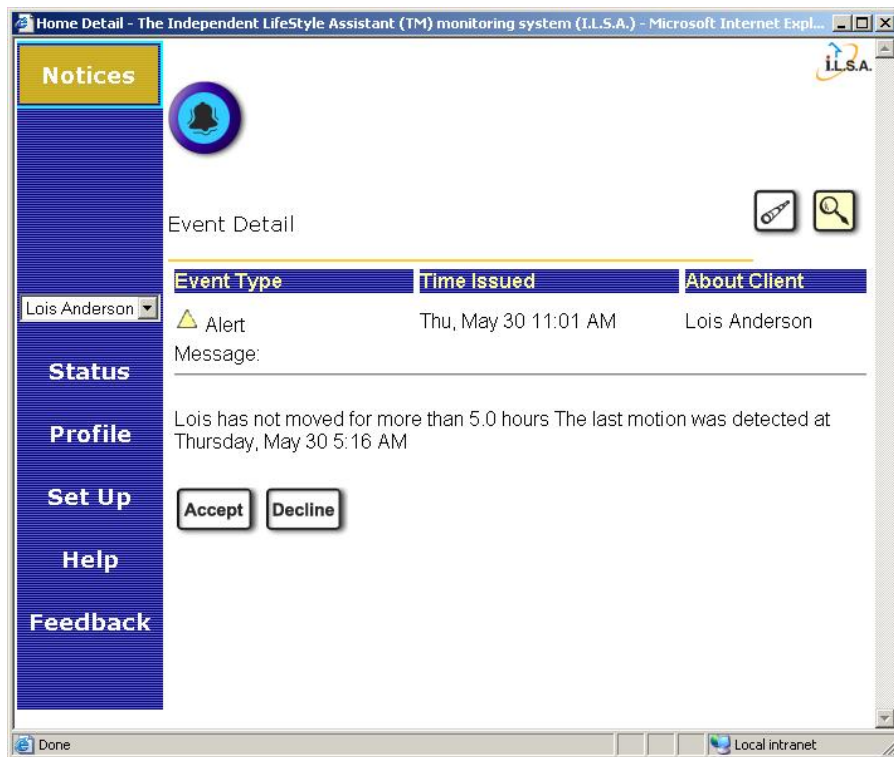 Home Detail - The Independent LifeStyle Assistant (TM) monitoring system (I.L.S.A.) - Microsoft Internet Expl...
Notices
i.L.S.A.
Event Detail
Event Type Time Issued About Client
Lois Anderson
Alert Thu, May 30 11:01 AM Lois Anderson
Message:
Status
Lois has not moved for more than 5.0 hours The last motion was detected at
Thursday, May 30 5:16 AM
Profile
Set Up
Accept Decline
Help
Feedback
Done Local intranet